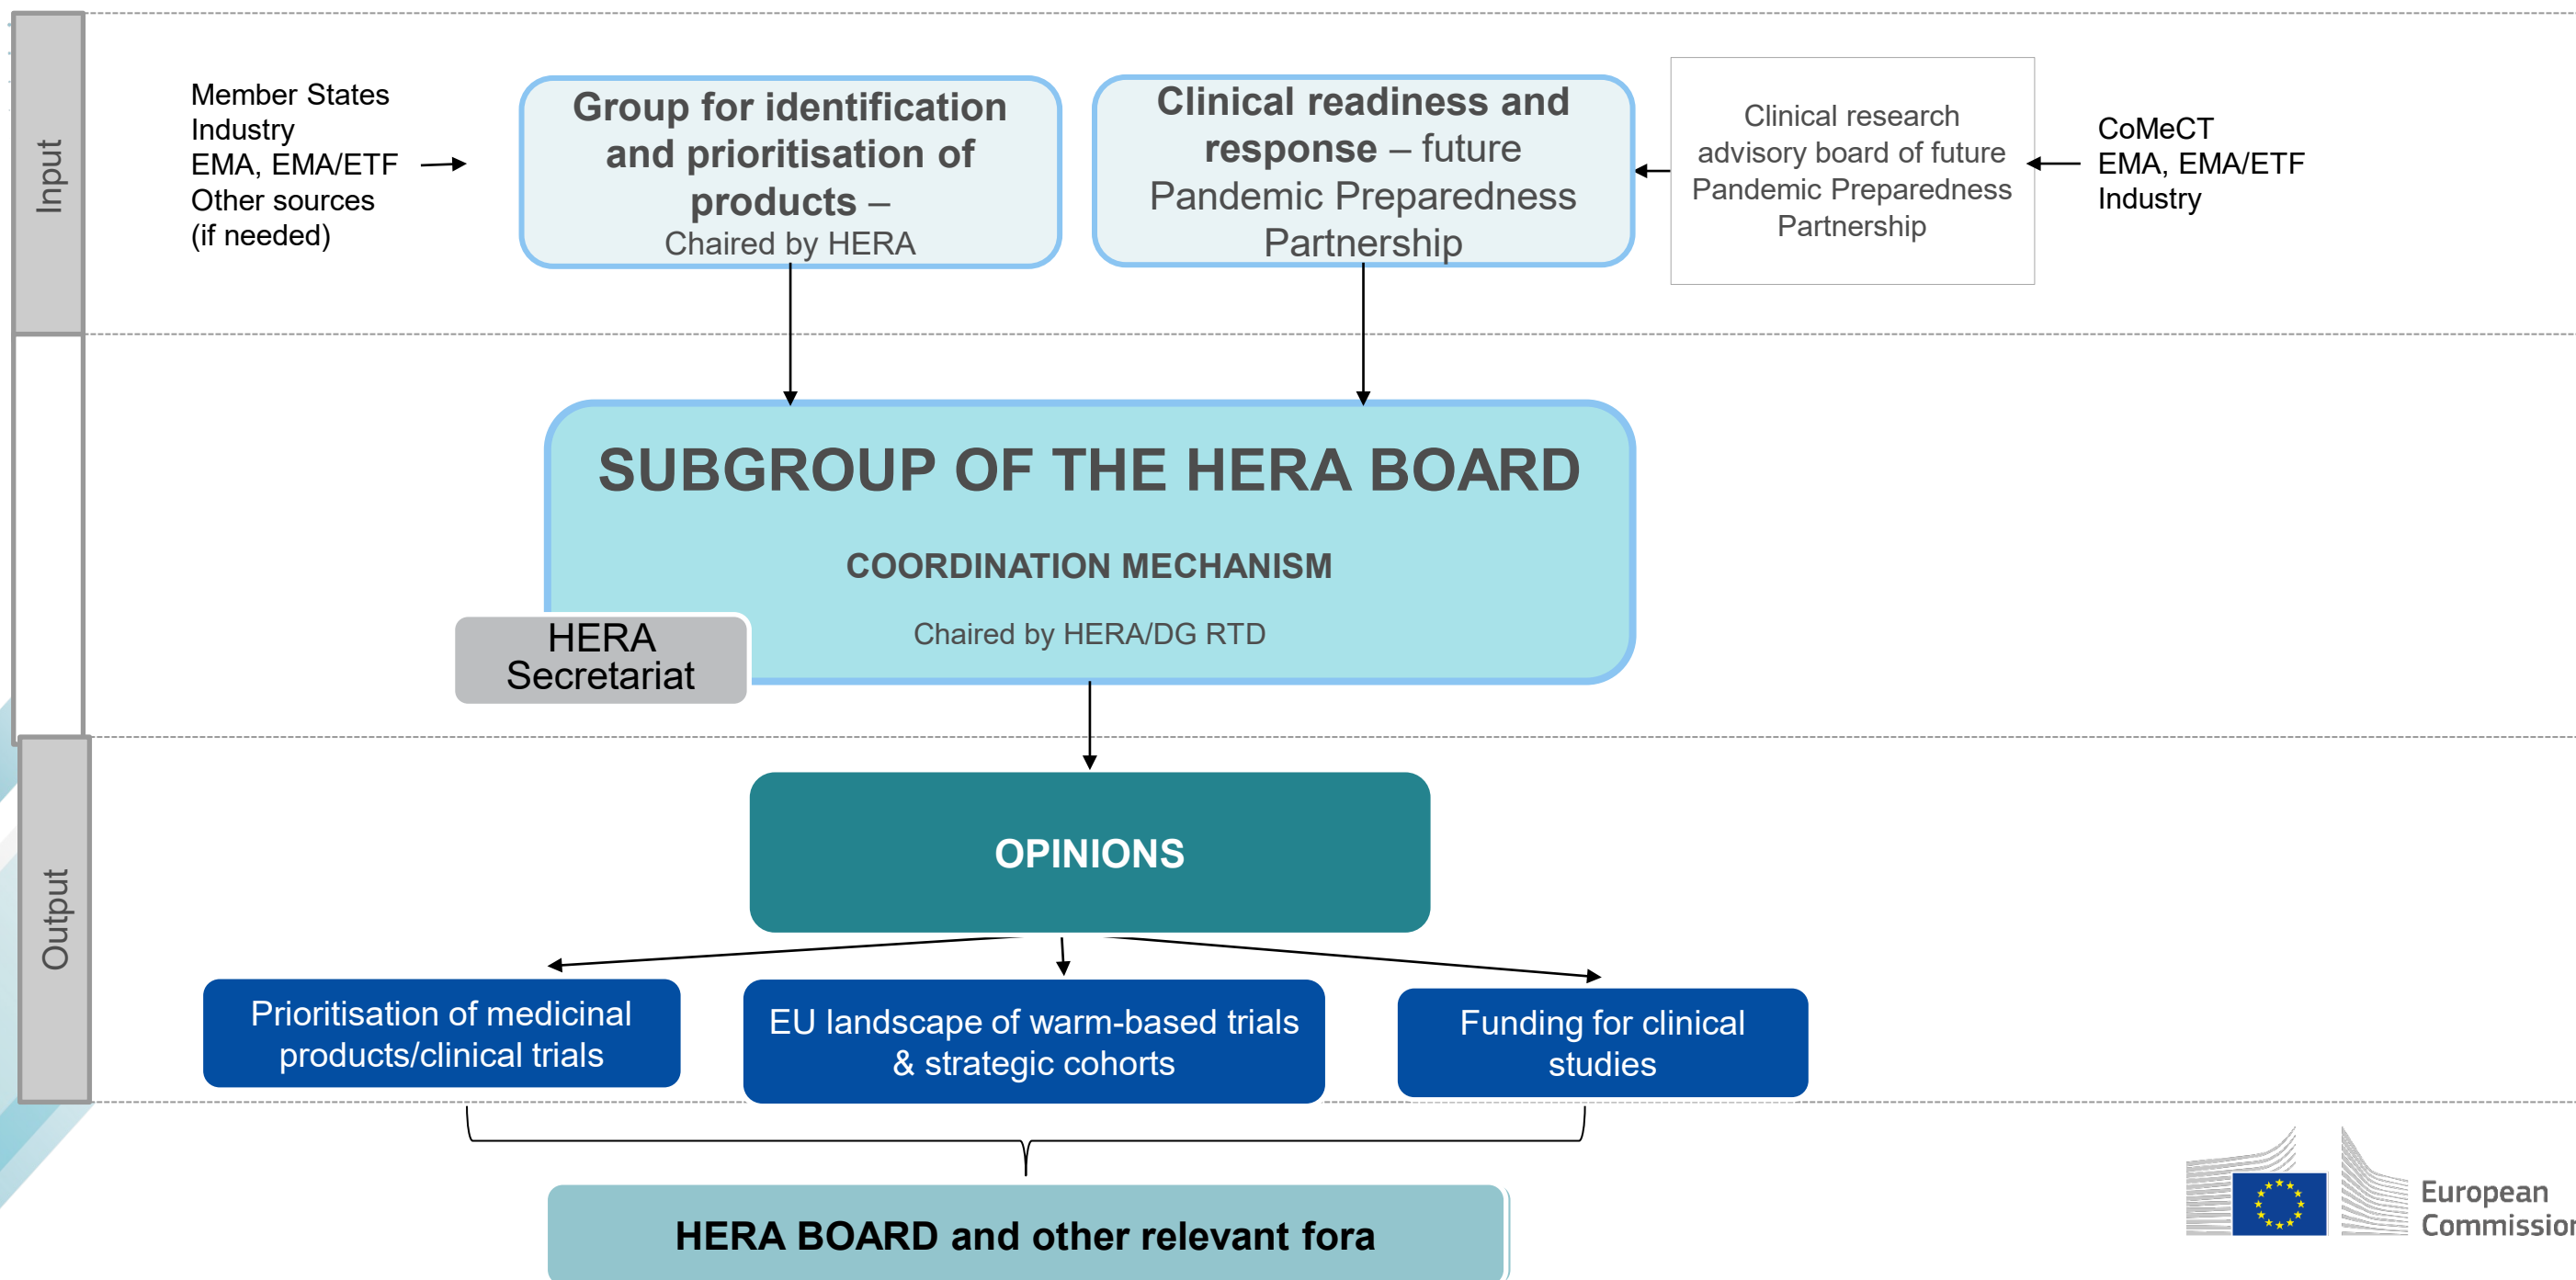 Input
Member States
Industry
EMA, EMA/ETF
Other sources
(if needed)
Group for identification
and prioritisation of
products –
Chaired by HERA
Clinical readiness and
response – future
Pandemic Preparedness
Partnership
Clinical research
advisory board of future
Pandemic Preparedness
Partnership
CoMeCT
EMA, EMA/ETF
Industry
SUBGROUP OF THE HERA BOARD
COORDINATION MECHANISM
Chaired by HERA/DG RTD
HERA
Secretariat
Output
OPINIONS
Prioritisation of medicinal
products/clinical trials
EU landscape of warm-based trials
& strategic cohorts
Funding for clinical
studies
HERA BOARD and other relevant fora
European
Commission